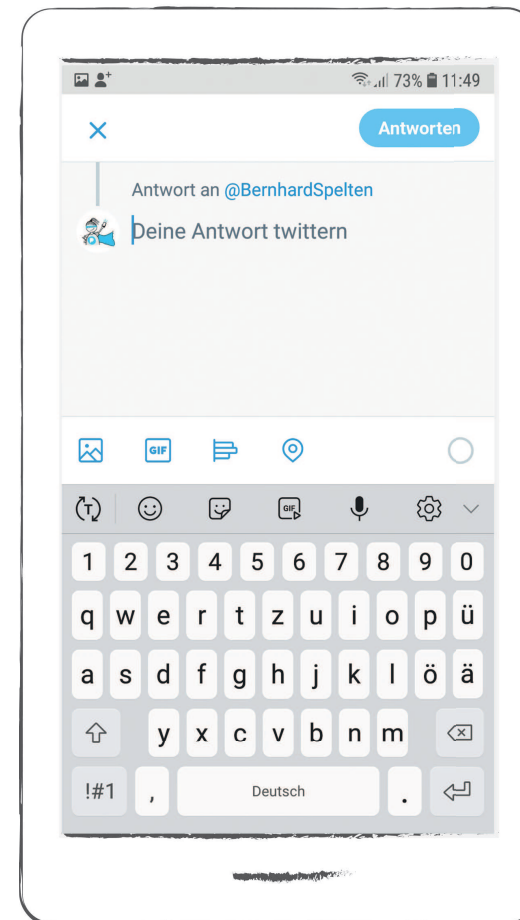 73% 11:49
Antworten
Antwort an @BernhardSpelten
Deine Antwort twittern
GIF
T GIF
1 2 3 4 5 6 7 8 9 0
q w e r t z u i o p ü
a s d f g h j k l ö ä
y x c v b n m
!#1 , Deutsch .